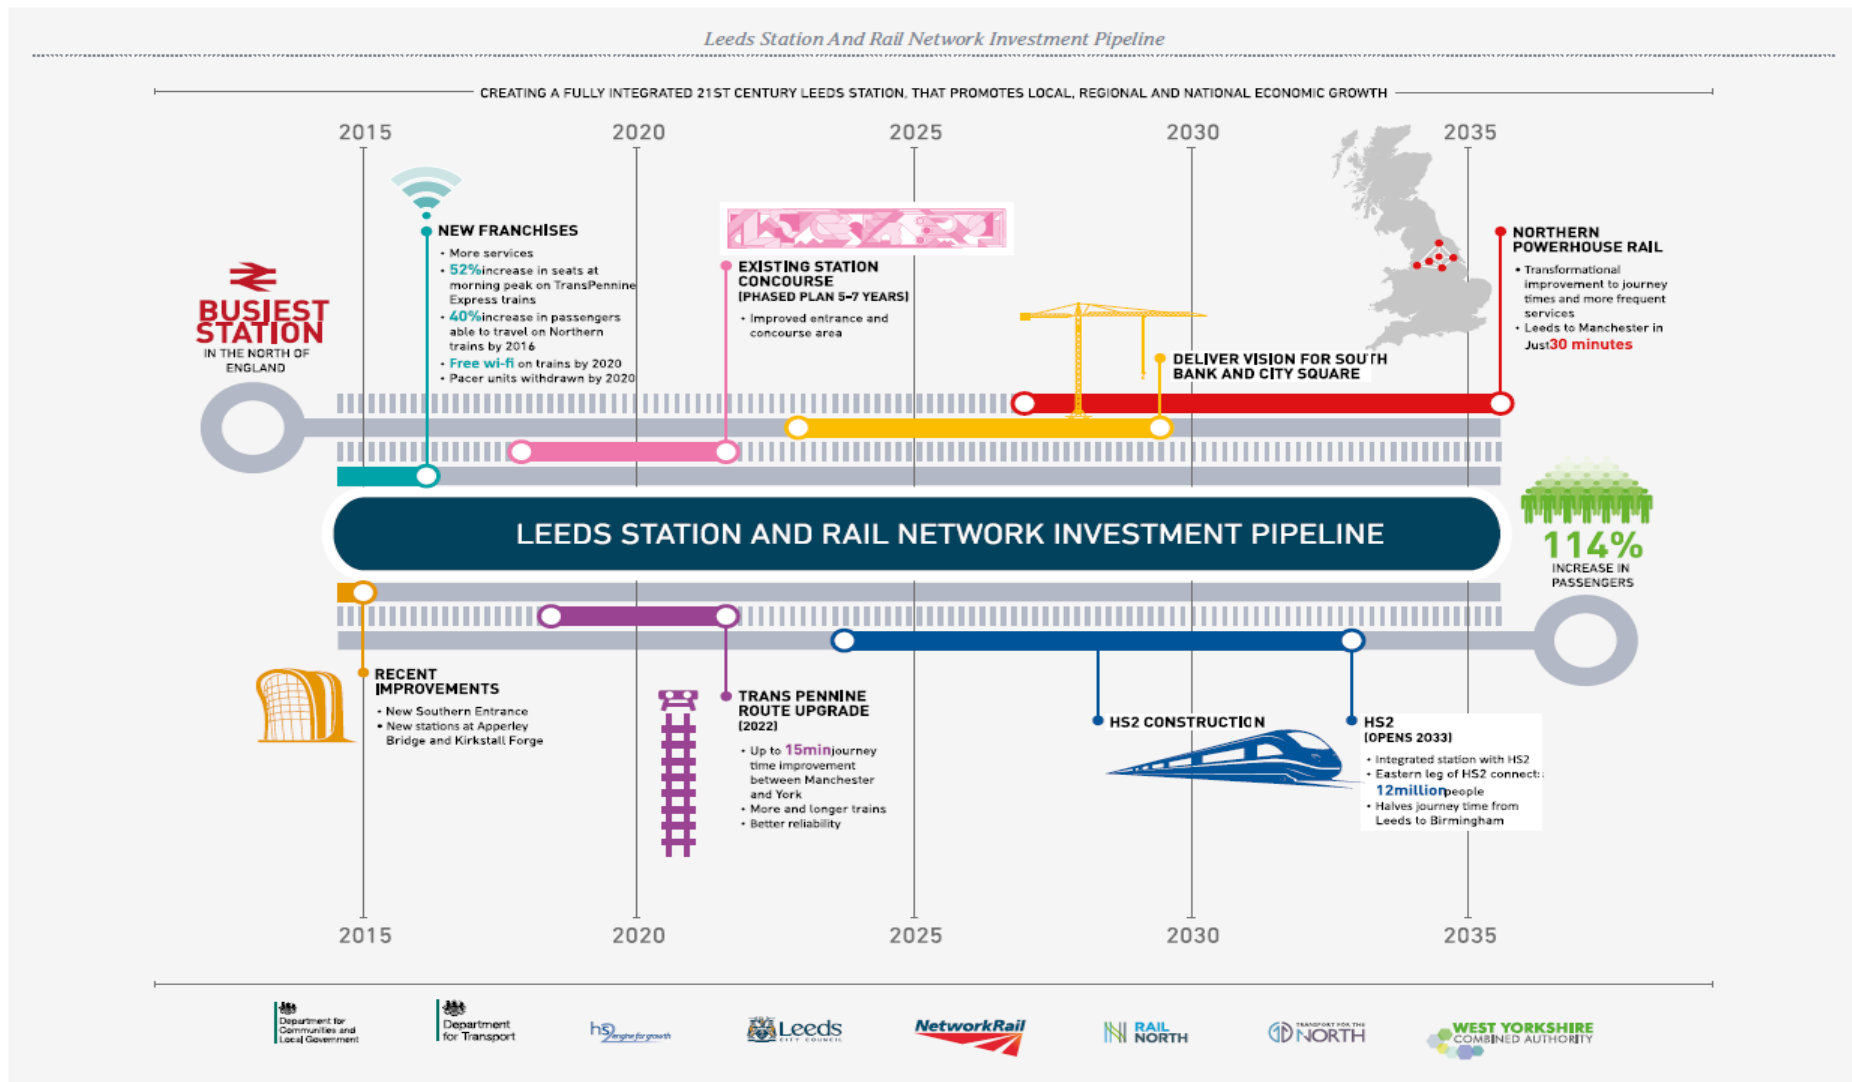 Leeds Station And Rail Network Investment Pipeline
CREATING A FULLY INTEGRATED 21ST CENTURY LEEDS STATION, THAT PROMOTES LOCAL, REGIONAL AND NATIONAL ECONOMIC GROWTH
2015
2020
2025
2030
2035
BUSIEST
STATION
IN THE NORTH OF
ENGLAND
NEW FRANCHISES
• More services
• 52%increase in seats at
morning peak on TransPennine
Express trains
• 40%increase in passengers
able to travel on Northern
trains by 2016
• Free wi-fi on trains by 2020
• Pacer units withdrawn by 2020
EXISTING STATION
CONCOURSE
(PHASED PLAN 5-7 YEARS)
• Improved entrance and
concourse area
DELIVER VISION FOR SOUTH
BANK AND CITY SQUARE
NORTHERN
POWERHOUSE RAIL
• Transformational
improvement to journey
times and more frequent
services
• Leeds to Manchester in
Just30 minutes
LEEDS STATION AND RAIL NETWORK INVESTMENT PIPELINE
114%
INCREASE IN
PASSENGERS
RECENT
IMPROVEMENTS
• New Southern Entrance
• New stations at Apperley
Bridge and Kirkstall Forge
TRANS PENNINE
ROUTE UPGRADE
(2022)
• Up to 15minjourney
time improvement
between Manchester
and York
• More and longer trains
• Better reliability
HS2 CONSTRUCTION
HS2
(OPENS 2033)
• Integrated station with HS2
• Eastern leg of HS2 connects
12millionpeople
• Halves journey time from
Leeds to Birmingham
2015
2020
2025
2030
2035
Department for
Communities and
Local Government
Department
for Transport
hs2 engine for growth
Leeds
CITY COUNCIL
NetworkRail
RAIL
NORTH
TRANSPORT FOR THE
NORTH
WEST YORKSHIRE
COMBINED AUTHORITY